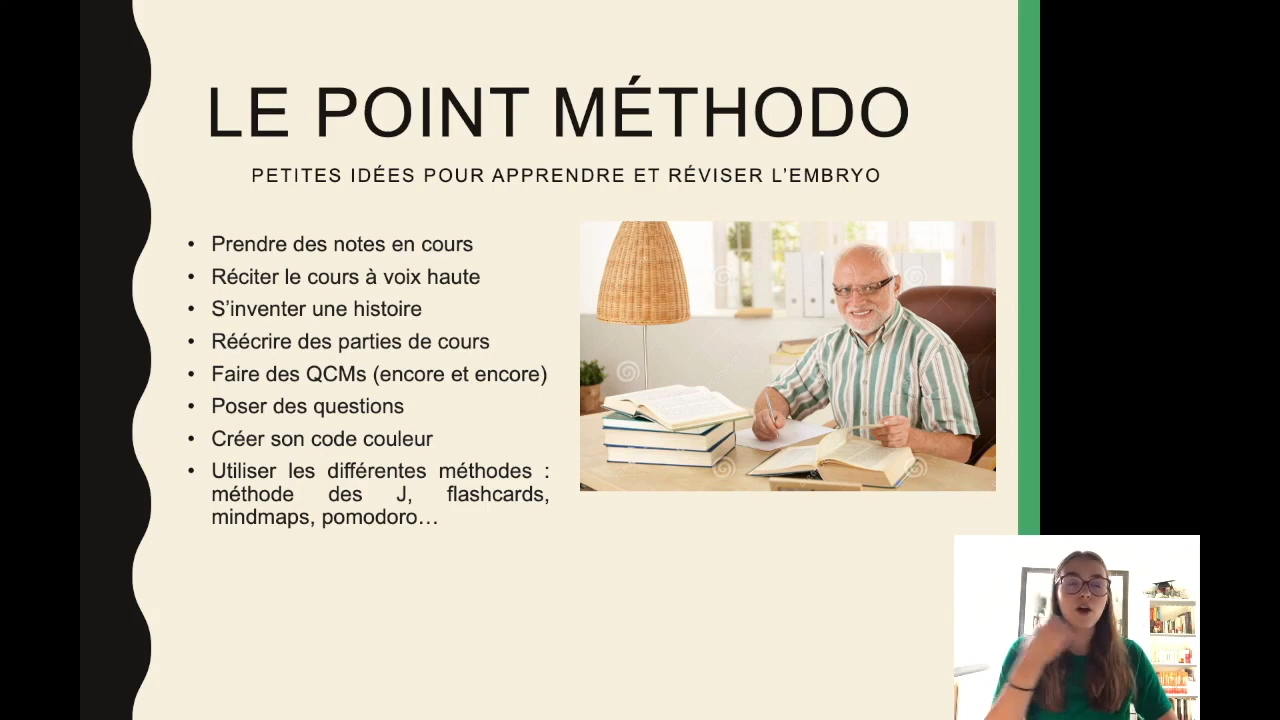 LE POINT MÉTHODO
PETITES IDÉES POUR APPRENDRE ET RÉVISER L'EMBRYO
• Prendre des notes en cours
• Réciter le cours à voix haute
• S'inventer une histoire
• Réécrire des parties de cours
• Faire des QCMs (encore et encore)
• Poser des questions
• Créer son code couleur
• Utiliser les différentes méthodes :
méthode des J, flashcards,
mindmaps, pomodoro…